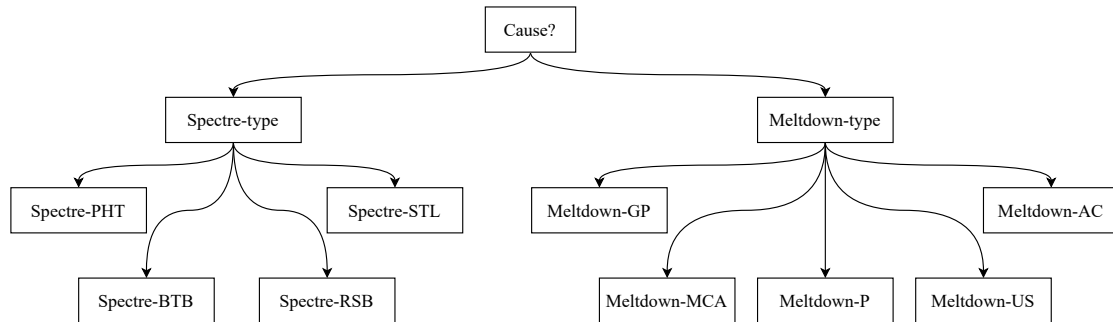 Cause?
Spectre-type
Meltdown-type
Spectre-PHT
Spectre-STL
Meltdown-GP
Meltdown-AC
Spectre-BTB
Spectre-RSB
Meltdown-MCA
Meltdown-P
Meltdown-US